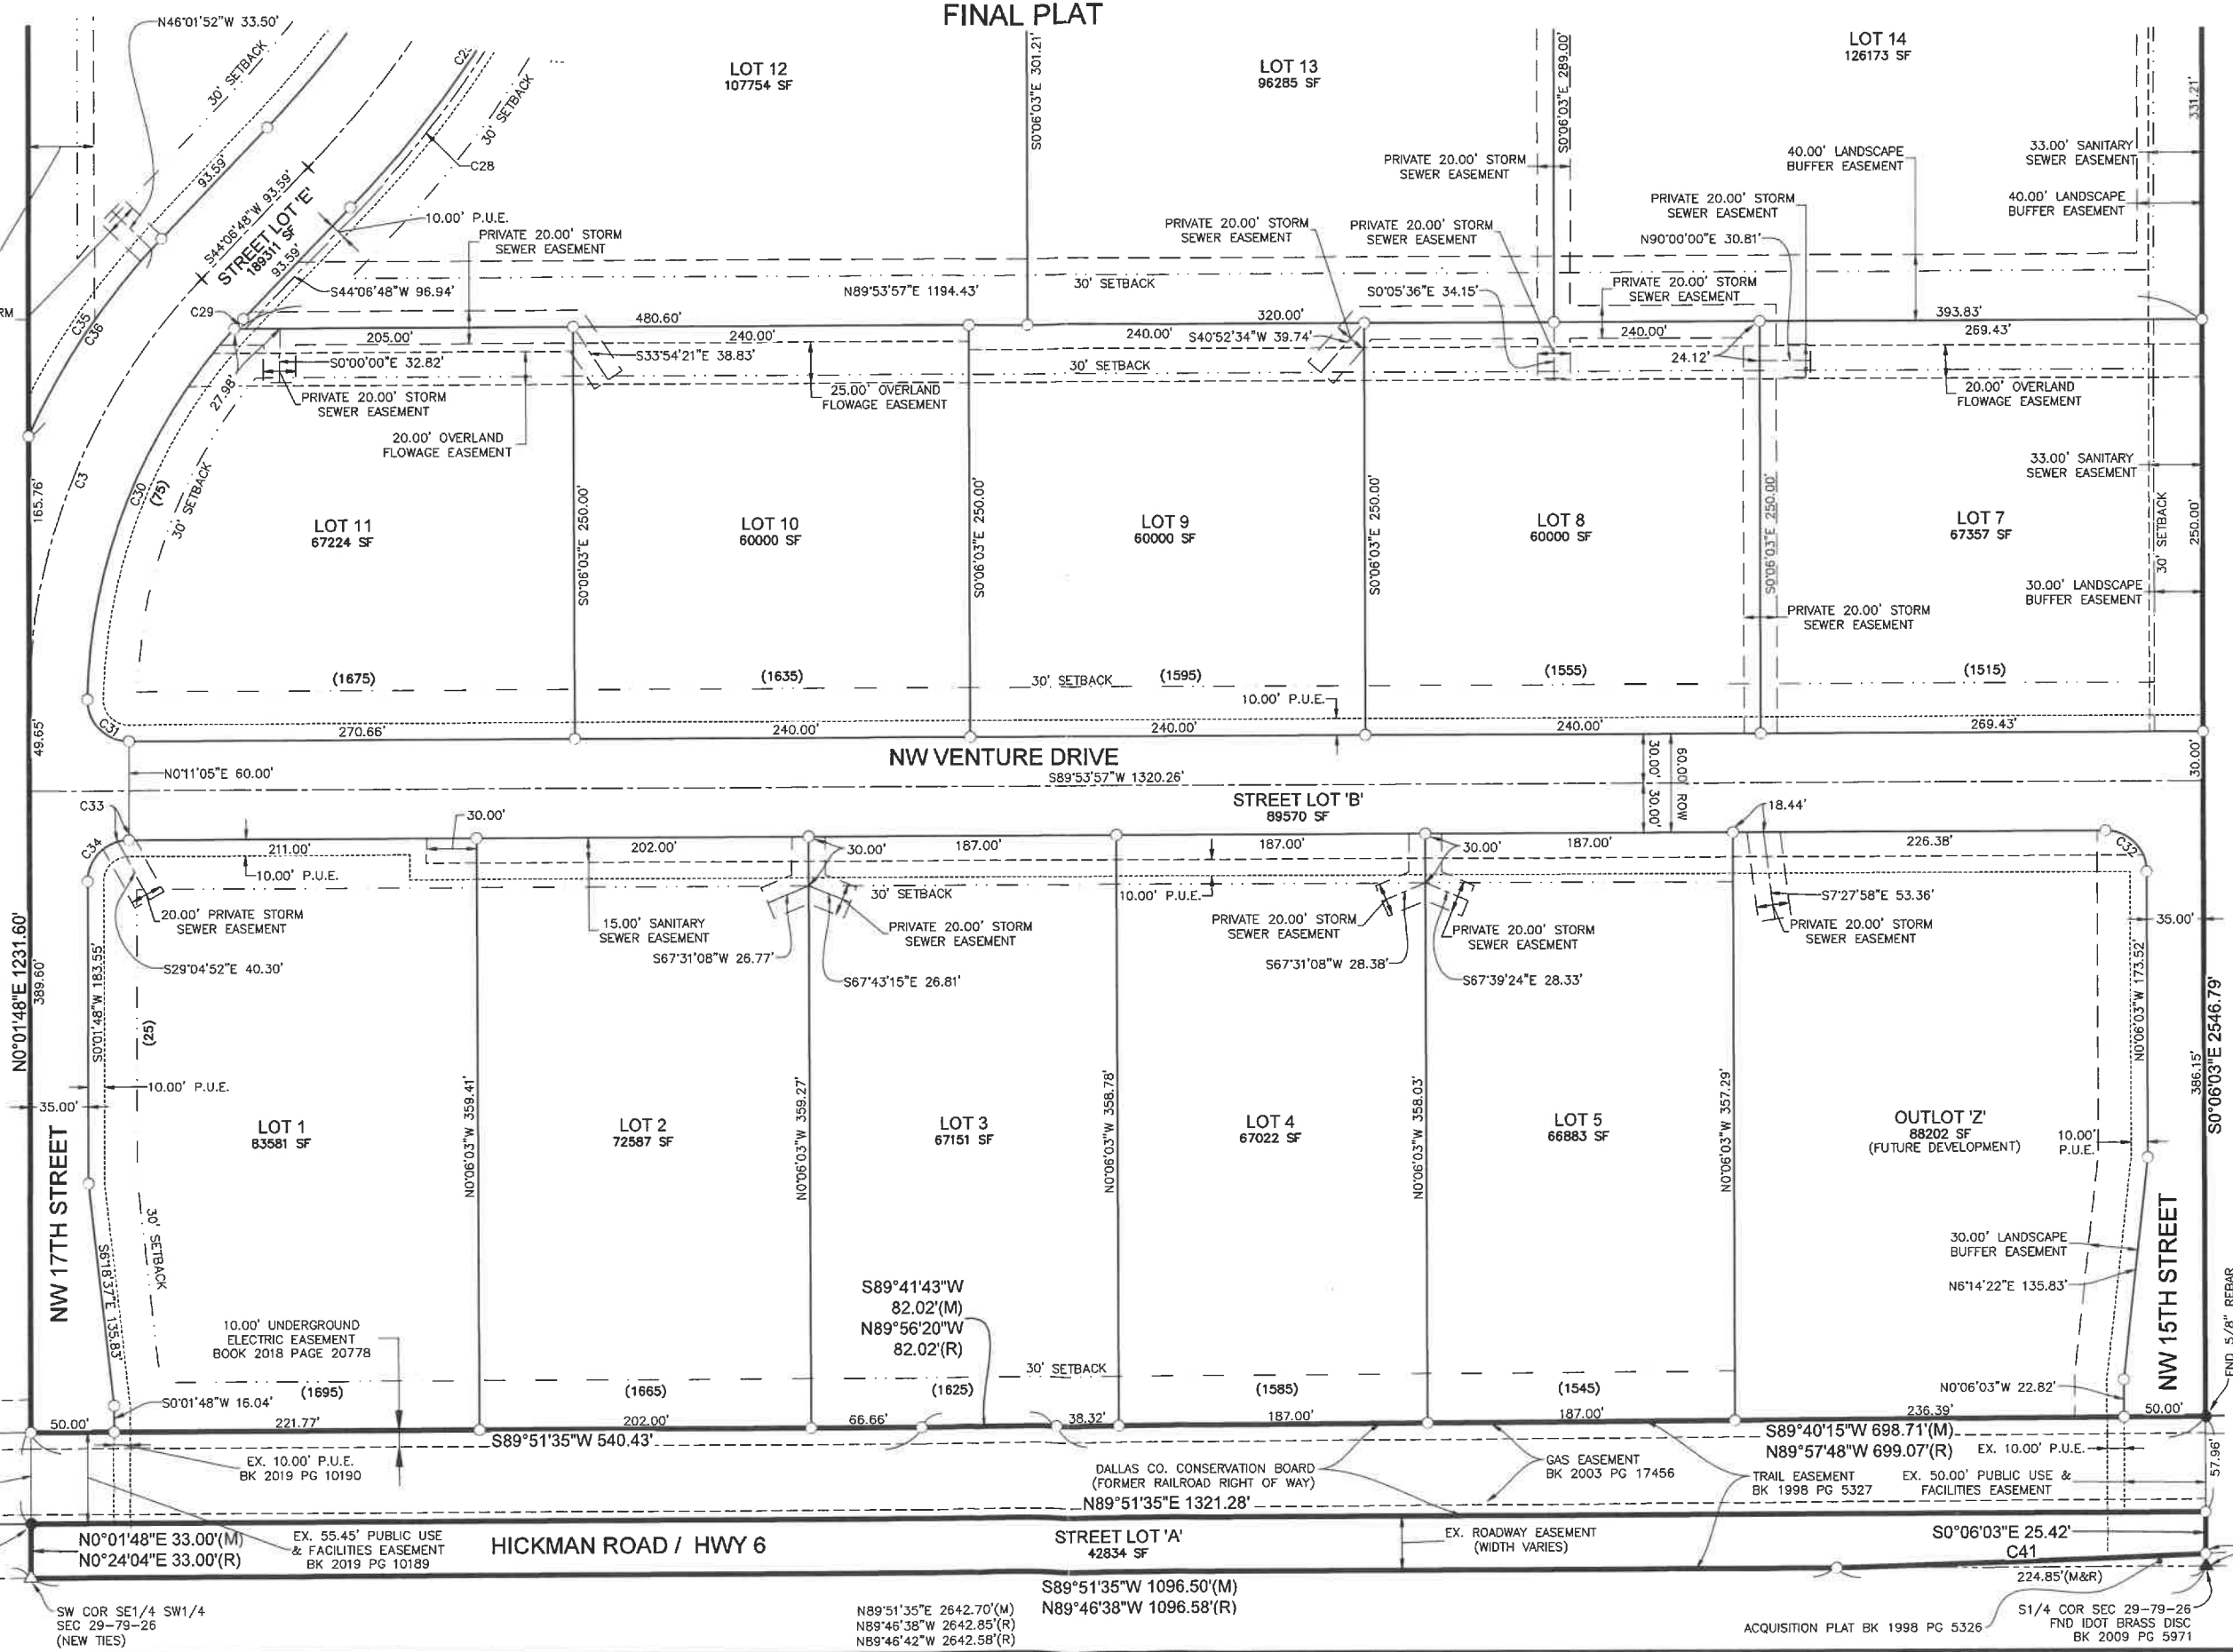 FINAL PLAT
N46°01'52"W 33.50'
30' SETBACK
93.59'
S44°06'48"W 93.59'
STREET LOT 'E'
189311 SF
93.59'
C28
30' SETBACK
10.00' P.U.E.
LOT 12
107754 SF
S0°06'03"E 301.21'
LOT 13
96285 SF
S0°06'03"E 289.00'
LOT 14
126173 SF
331.21'
PRIVATE 20.00' STORM
SEWER EASEMENT
40.00' LANDSCAPE
BUFFER EASEMENT
33.00' SANITARY
SEWER EASEMENT
40.00' LANDSCAPE
BUFFER EASEMENT
PRIVATE 20.00' STORM
SEWER EASEMENT
PRIVATE 20.00' STORM
SEWER EASEMENT
PRIVATE 20.00' STORM
SEWER EASEMENT
PRIVATE 20.00' STORM
SEWER EASEMENT
N90°00'00"E 30.81'
S44°06'48"W 96.94'
N89°53'57"E 1194.43'
30' SETBACK
S0°05'36"E 34.15'
PRIVATE 20.00' STORM
SEWER EASEMENT
C35
C36
C29
480.60'
320.00'
393.83'
205.00'
240.00'
240.00'
S40°52'34"W 39.74'
240.00'
269.43'
S0°00'00"E 32.82'
S33°54'21"E 38.83'
30' SETBACK
24.12'
27.98'
PRIVATE 20.00' STORM
SEWER EASEMENT
25.00' OVERLAND
FLOWAGE EASEMENT
20.00' OVERLAND
FLOWAGE EASEMENT
20.00' OVERLAND
FLOWAGE EASEMENT
33.00' SANITARY
SEWER EASEMENT
165.76'
C3
C30
(75)
30' SETBACK
LOT 11
67224 SF
S0°06'03"E 250.00'
LOT 10
60000 SF
S0°06'03"E 250.00'
LOT 9
60000 SF
S0°06'03"E 250.00'
LOT 8
60000 SF
S0°06'03"E 250.00'
LOT 7
67357 SF
30' SETBACK
250.00'
30.00' LANDSCAPE
BUFFER EASEMENT
PRIVATE 20.00' STORM
SEWER EASEMENT
(1675)
(1635)
30' SETBACK
(1595)
(1555)
(1515)
10.00' P.U.E.
49.65'
C31
270.66'
240.00'
240.00'
240.00'
269.43'
NW VENTURE DRIVE
S89°53'57"W 1320.26'
N0°11'05"E 60.00'
30.00'
30.00'
60.00' ROW
30.00'
STREET LOT 'B'
89570 SF
C33
C34
30.00'
18.44'
211.00'
202.00'
30.00'
187.00'
187.00'
30.00'
187.00'
226.38'
C32
10.00' P.U.E.
30' SETBACK
10.00' P.U.E.
20.00' PRIVATE STORM
SEWER EASEMENT
15.00' SANITARY
SEWER EASEMENT
PRIVATE 20.00' STORM
SEWER EASEMENT
PRIVATE 20.00' STORM
SEWER EASEMENT
PRIVATE 20.00' STORM
SEWER EASEMENT
S7°27'58"E 53.36'
PRIVATE 20.00' STORM
SEWER EASEMENT
35.00'
S29°04'52"E 40.30'
S67°31'08"W 26.77'
S67°43'15"E 26.81'
S67°31'08"W 28.38'
S67°39'24"E 28.33'
N0°01'48"E 1231.60'
389.60'
S0°01'48"W 183.55'
(25)
10.00' P.U.E.
35.00'
LOT 1
83581 SF
N0°06'03"W 359.41'
LOT 2
72587 SF
N0°06'03"W 359.27'
LOT 3
67151 SF
N0°06'03"W 358.78'
LOT 4
67022 SF
N0°06'03"W 358.03'
LOT 5
66883 SF
N0°06'03"W 357.29'
OUTLOT 'Z'
88202 SF
(FUTURE DEVELOPMENT)
10.00'
P.U.E.
N0°06'03"W 173.52'
386.15'
S0°06'03"E 2546.79'
NW 17TH STREET
S6°18'37"E 135.83'
30' SETBACK
NW 15TH STREET
30.00' LANDSCAPE
BUFFER EASEMENT
N6°14'22"E 135.83'
FND 5/8" REBAR
10.00' UNDERGROUND
ELECTRIC EASEMENT
BOOK 2018 PAGE 20778
S89°41'43"W
82.02'(M)
N89°56'20"W
82.02'(R)
30' SETBACK
(1695)
(1665)
(1625)
(1585)
(1545)
S0°01'48"W 16.04'
N0°06'03"W 22.82'
50.00'
221.77'
202.00'
66.66'
38.32'
187.00'
187.00'
236.39'
50.00'
S89°51'35"W 540.43'
S89°40'15"W 698.71'(M)
N89°57'48"W 699.07'(R)
EX. 10.00' P.U.E.
EX. 10.00' P.U.E.
BK 2019 PG 10190
DALLAS CO. CONSERVATION BOARD
(FORMER RAILROAD RIGHT OF WAY)
GAS EASEMENT
BK 2003 PG 17456
TRAIL EASEMENT
BK 1998 PG 5327
EX. 50.00' PUBLIC USE &
FACILITIES EASEMENT
57.96'
N89°51'35"E 1321.28'
N0°01'48"E 33.00'(M)
N0°24'04"E 33.00'(R)
EX. 55.45' PUBLIC USE
& FACILITIES EASEMENT
BK 2019 PG 10189
HICKMAN ROAD / HWY 6
STREET LOT 'A'
42834 SF
EX. ROADWAY EASEMENT
(WIDTH VARIES)
S0°06'03"E 25.42'
C41
224.85'(M&R)
S89°51'35"W 1096.50'(M)
N89°46'38"W 1096.58'(R)
SW COR SE1/4 SW1/4
SEC 29-79-26
(NEW TIES)
N89°51'35"E 2642.70'(M)
N89°46'38"W 2642.85'(R)
N89°46'42"W 2642.58'(R)
ACQUISITION PLAT BK 1998 PG 5326
S1/4 COR SEC 29-79-26
FND IDOT BRASS DISC
BK 2009 PG 5971